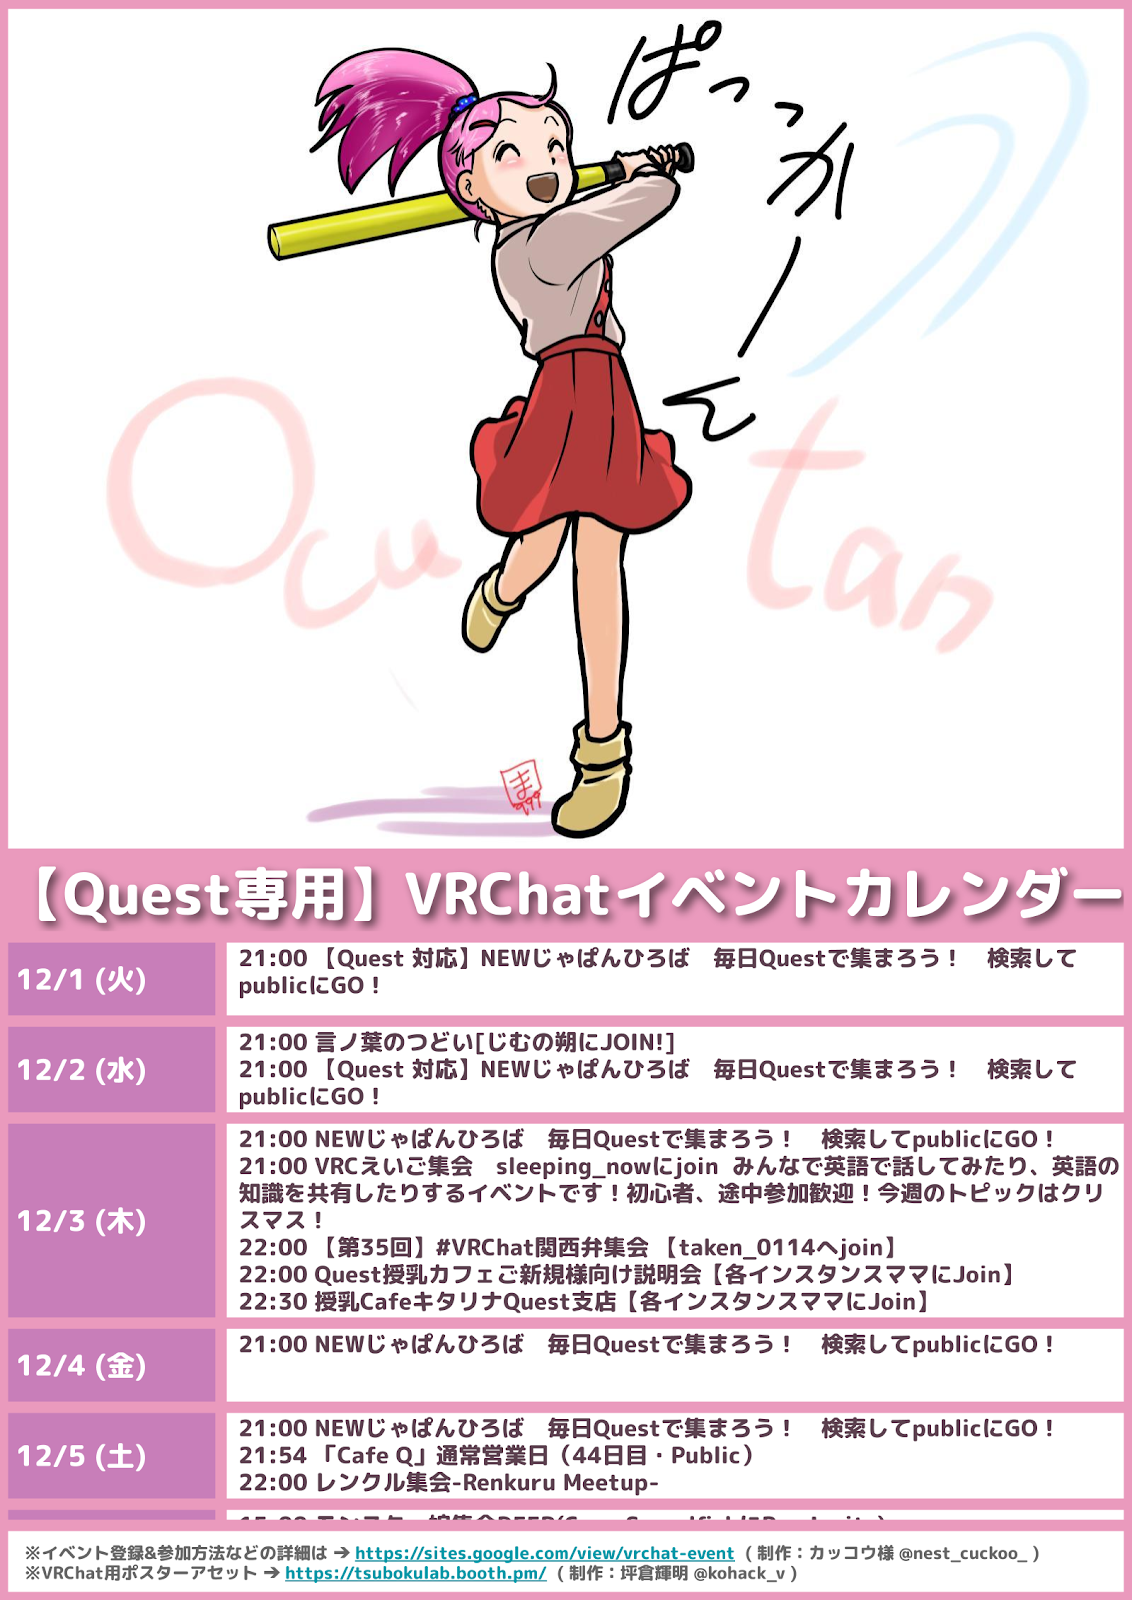 ぱっっかーん
Ocutan
ま
999
【Quest専用】VRChatイベントカレンダー
12/1 (火)
21:00 【Quest 対応】NEWじゃぱんひろば　毎日Questで集まろう！　検索して
publicにGO！
12/2 (水)
21:00 言ノ葉のつどい[じむの朔にJOIN!]
21:00 【Quest 対応】NEWじゃぱんひろば　毎日Questで集まろう！　検索して
publicにGO！
12/3 (木)
21:00 NEWじゃぱんひろば　毎日Questで集まろう！　検索してpublicにGO！
21:00 VRCえいご集会　sleeping_nowにjoin  みんなで英語で話してみたり、英語の
知識を共有したりするイベントです！初心者、途中参加歓迎！今週のトピックはクリ
スマス！
22:00 【第35回】#VRChat関西弁集会 【taken_0114へjoin】
22:00 Quest授乳カフェご新規様向け説明会【各インスタンスママにJoin】
22:30 授乳CafeキタリナQuest支店【各インスタンスママにJoin】
12/4 (金)
21:00 NEWじゃぱんひろば　毎日Questで集まろう！　検索してpublicにGO！
12/5 (土)
21:00 NEWじゃぱんひろば　毎日Questで集まろう！　検索してpublicにGO！
21:54 「Cafe Q」通常営業日（44日目・Public）
22:00 レンクル集会-Renkuru Meetup-
※イベント登録&参加方法などの詳細は ➔ https://sites.google.com/view/vrchat-event （ 制作：カッコウ様 @nest_cuckoo_ ）
※VRChat用ポスターアセット ➔ https://tsubokulab.booth.pm/ （ 制作：坪倉輝明 @kohack_v ）